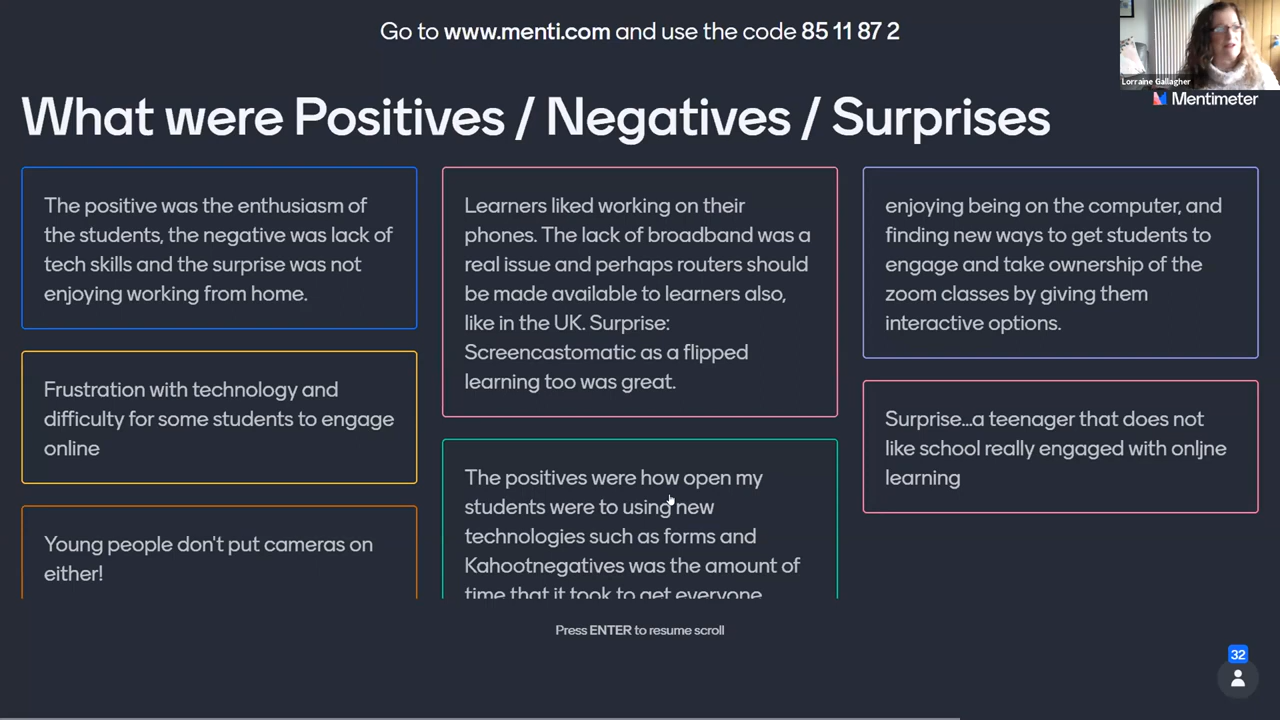 Go to www.menti.com and use the code 85 11 87 2
Lorraine Gallagher
Mentimeter
What were Positives / Negatives / Surprises
The positive was the enthusiasm of
the students, the negative was lack of
tech skills and the surprise was not
enjoying working from home.
Frustration with technology and
difficulty for some students to engage
online
Young people don't put cameras on
either!
Learners liked working on their
phones. The lack of broadband was a
real issue and perhaps routers should
be made available to learners also,
like in the UK. Surprise:
Screencastomatic as a flipped
learning too was great.
The positives were how open my
students were to using new
technologies such as forms and
Kahootnegatives was the amount of
time that it took to get everyone
enjoying being on the computer, and
finding new ways to get students to
engage and take ownership of the
zoom classes by giving them
interactive options.
Surprise...a teenager that does not
like school really engaged with onljne
learning
Press ENTER to resume scroll
32